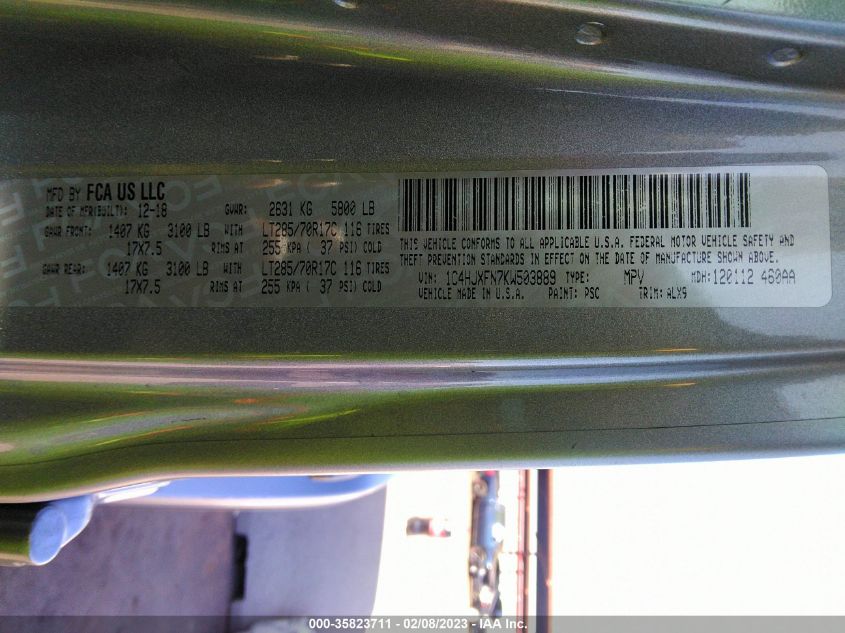 MFD BY FCA US LLC
DATE OF MFR(BUILT): 12-18 GVWR: 2631 KG 5800 LB
GAWR FRONT: 1407 KG 3100 LB WITH LT285/70R17C 116 TIRES
17X7.5 RIMS AT 255 KPA ( 37 PSI) COLD
GAWR REAR: 1407 KG 3100 LB WITH LT285/70R17C 116 TIRES
17X7.5 RIMS AT 255 KPA ( 37 PSI) COLD
THIS VEHICLE CONFORMS TO ALL APPLICABLE U.S.A. FEDERAL MOTOR VEHICLE SAFETY AND
THEFT PREVENTION STANDARDS IN EFFECT ON THE DATE OF MANUFACTURE SHOWN ABOVE.
VIN: 1C4HJXFN7KW503889 TYPE: MPV MDH: 120112 460AA
VEHICLE MADE IN U.S.A. PAINT: PSC TRIM: ALX9
000-35823711 - 02/08/2023 - IAA Inc.